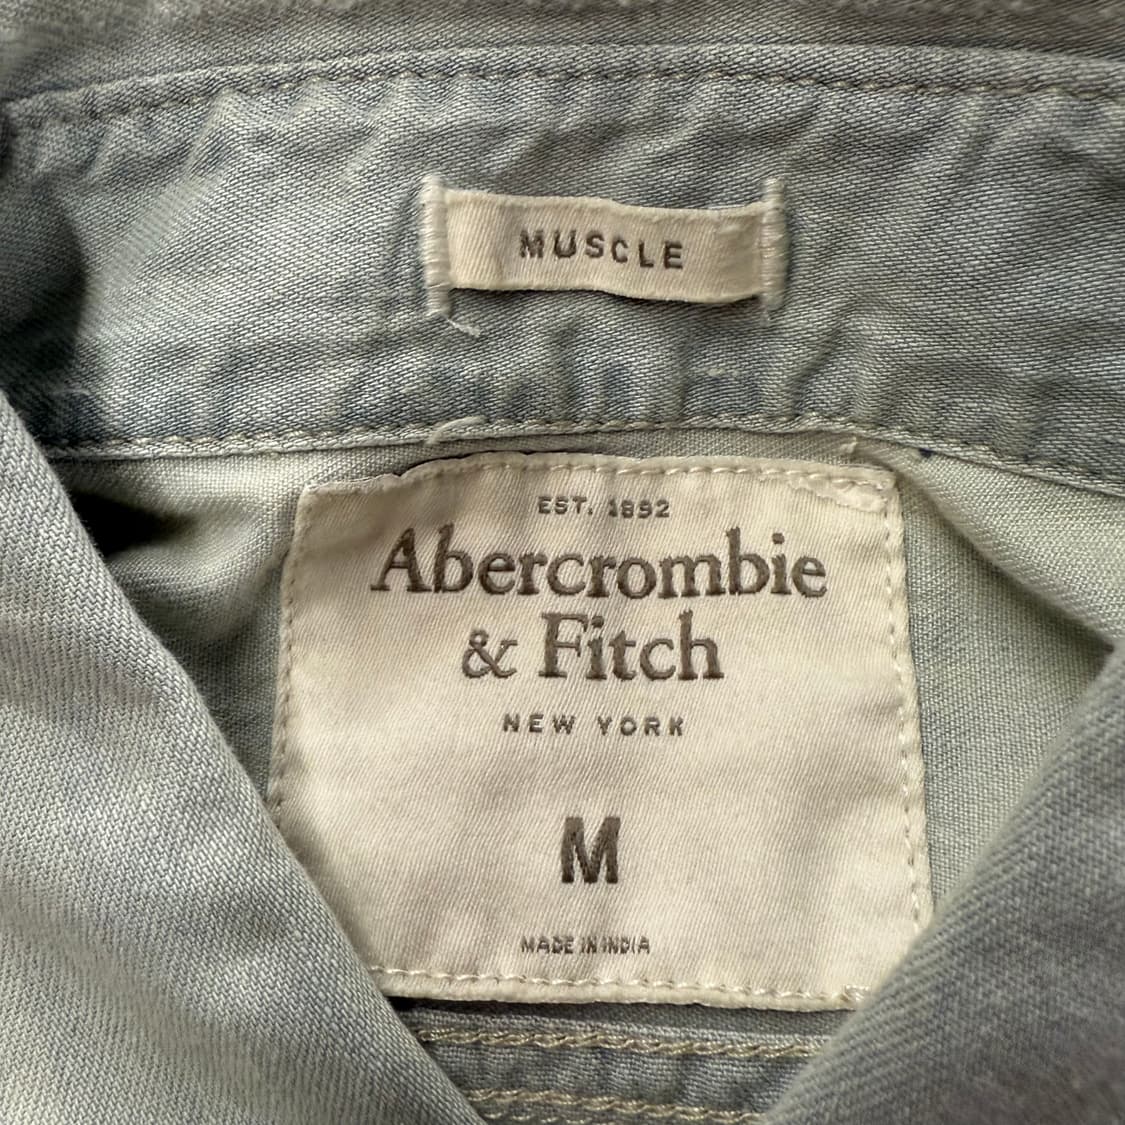 MUSCLE
EST. 1892
Abercrombie
& Fitch
NEW YORK
M
MADE IN INDIA